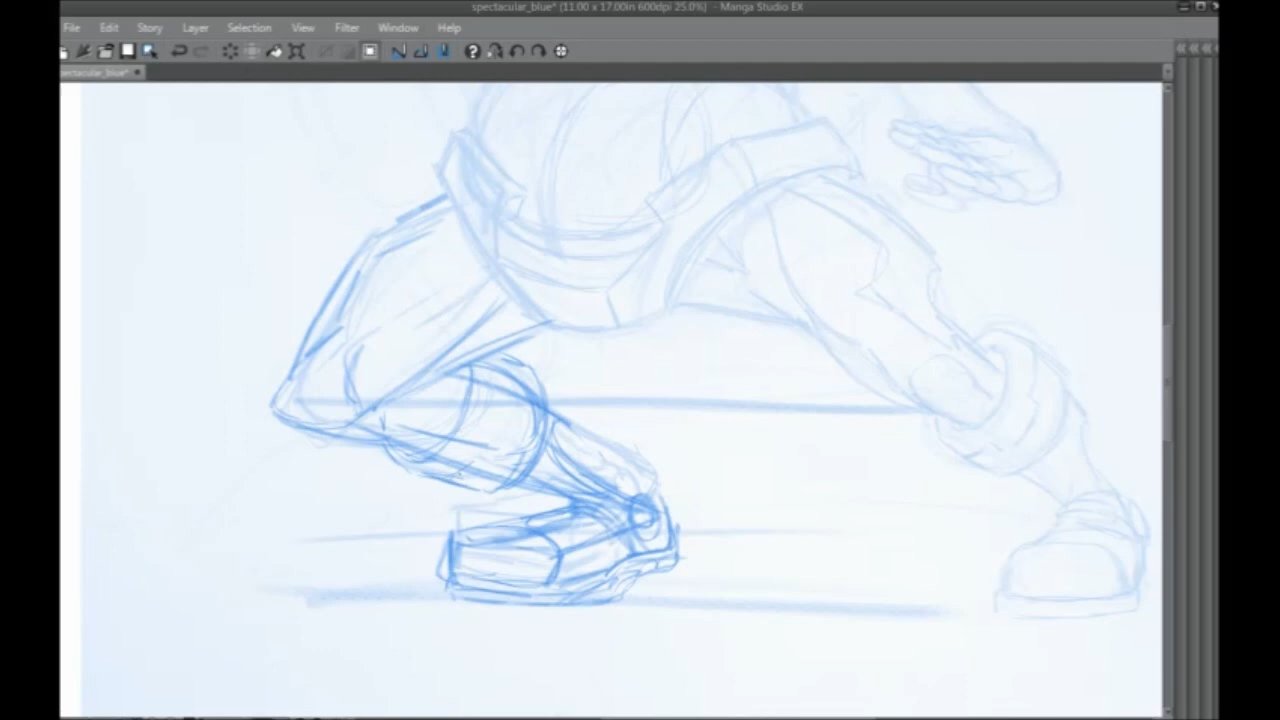 spectacular_blue* (11.00 x 17.00in 600dpi 25.0%) - Manga Studio EX
File Edit Story Layer Selection View Filter Window Help
ectacular_blue*